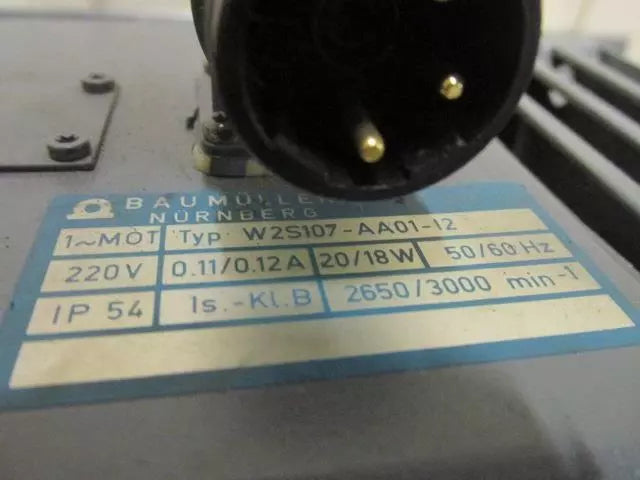 BAUMÜLLER
NÜRNBERG
1~MOT Typ W2S107-AA01-12
220V 0.11/0.12A 20/18W 50/60 Hz
IP 54 Is.-Kl.B 2650/3000 min-1